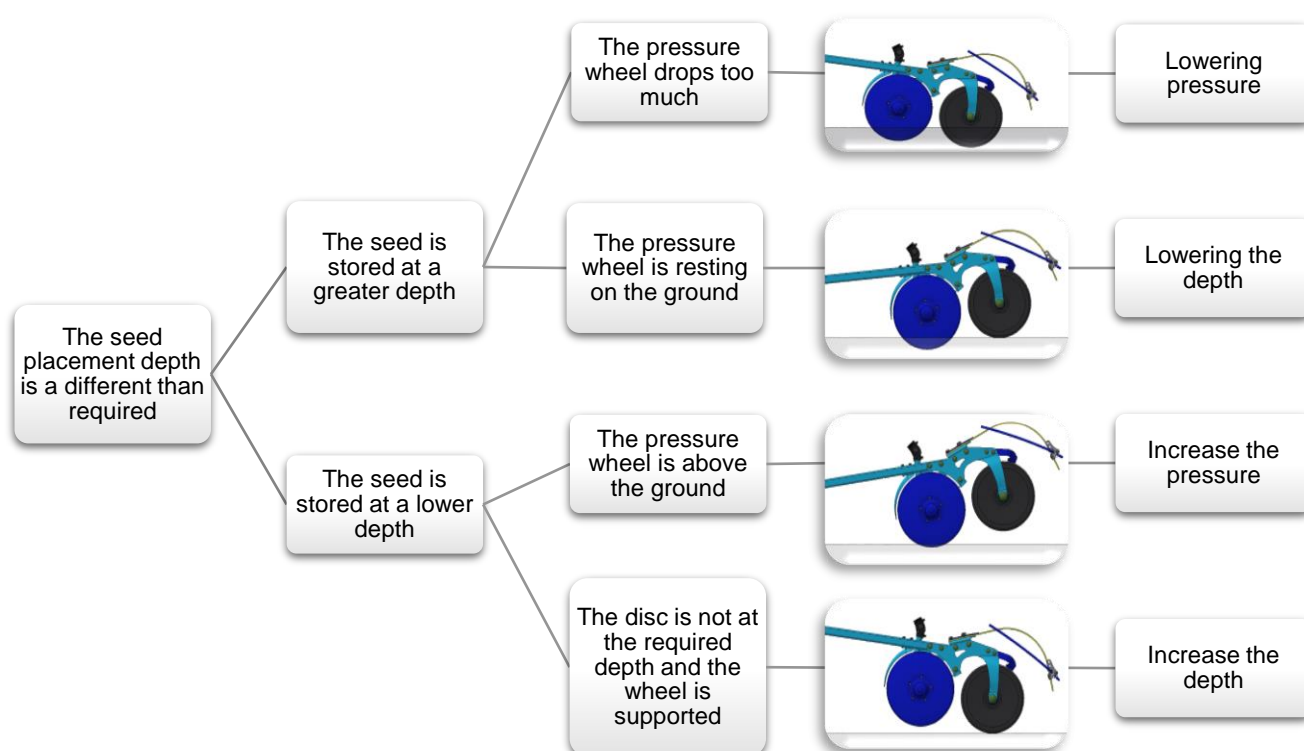 The seed
placement depth
is a different than
required
The seed is
stored at a
greater depth
The pressure
wheel drops too
much
Lowering
pressure
The pressure
wheel is resting
on the ground
Lowering the
depth
The seed is
stored at a lower
depth
The pressure
wheel is above
the ground
Increase the
pressure
The disc is not at
the required
depth and the
wheel is
supported
Increase the
depth